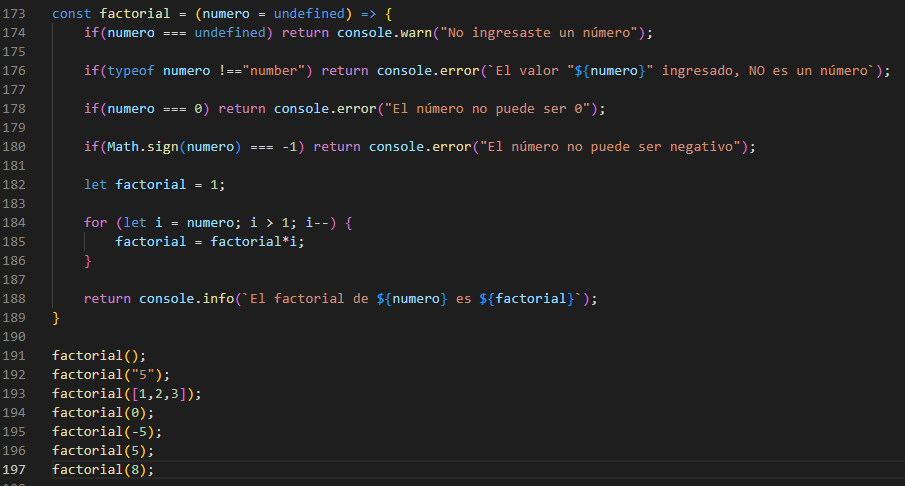 173 const factorial = (numero = undefined) => {
174     if(numero === undefined) return console.warn("No ingresaste un número");
175
176     if(typeof numero !=="number") return console.error(`El valor "${numero}" ingresado, NO es un número`);
177
178     if(numero === 0) return console.error("El número no puede ser 0");
179
180     if(Math.sign(numero) === -1) return console.error("El número no puede ser negativo");
181
182     let factorial = 1;
183
184     for (let i = numero; i > 1; i--) {
185         factorial = factorial*i;
186     }
187
188     return console.info(`El factorial de ${numero} es ${factorial}`);
189 }
190
191 factorial();
192 factorial("5");
193 factorial([1,2,3]);
194 factorial(0);
195 factorial(-5);
196 factorial(5);
197 factorial(8);